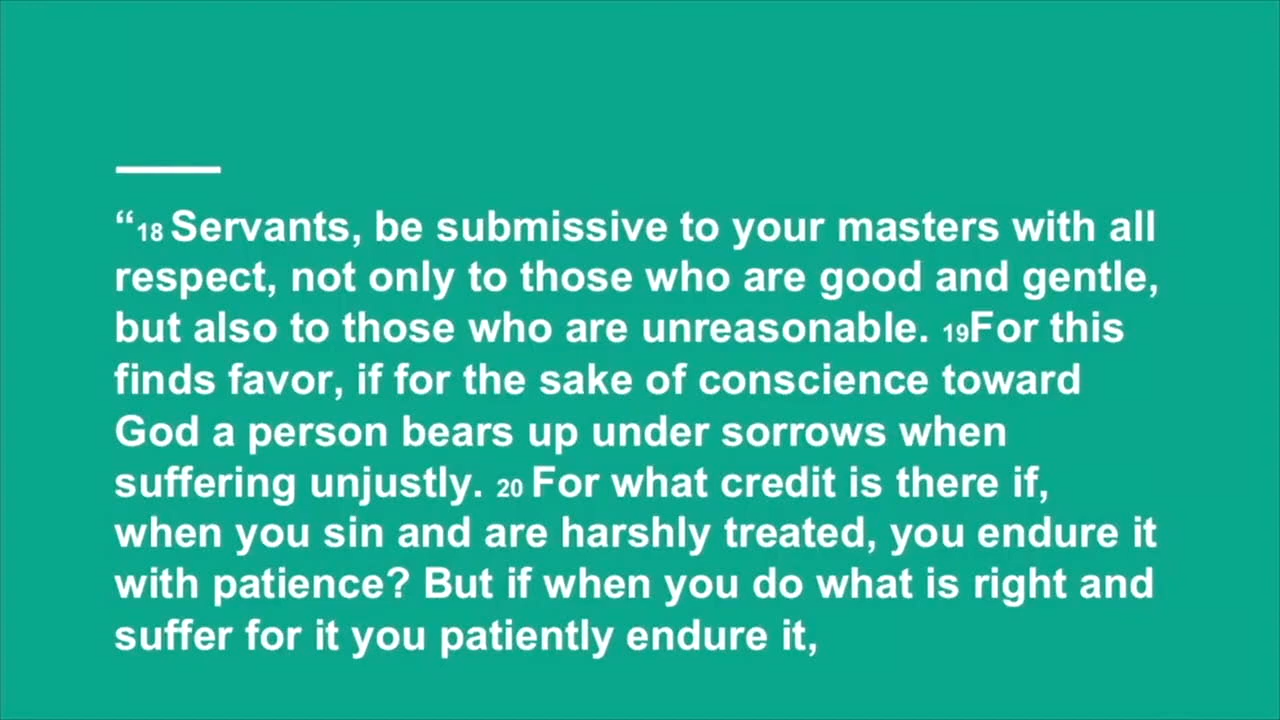 “18 Servants, be submissive to your masters with all
respect, not only to those who are good and gentle,
but also to those who are unreasonable. 19For this
finds favor, if for the sake of conscience toward
God a person bears up under sorrows when
suffering unjustly. 20 For what credit is there if,
when you sin and are harshly treated, you endure it
with patience? But if when you do what is right and
suffer for it you patiently endure it,